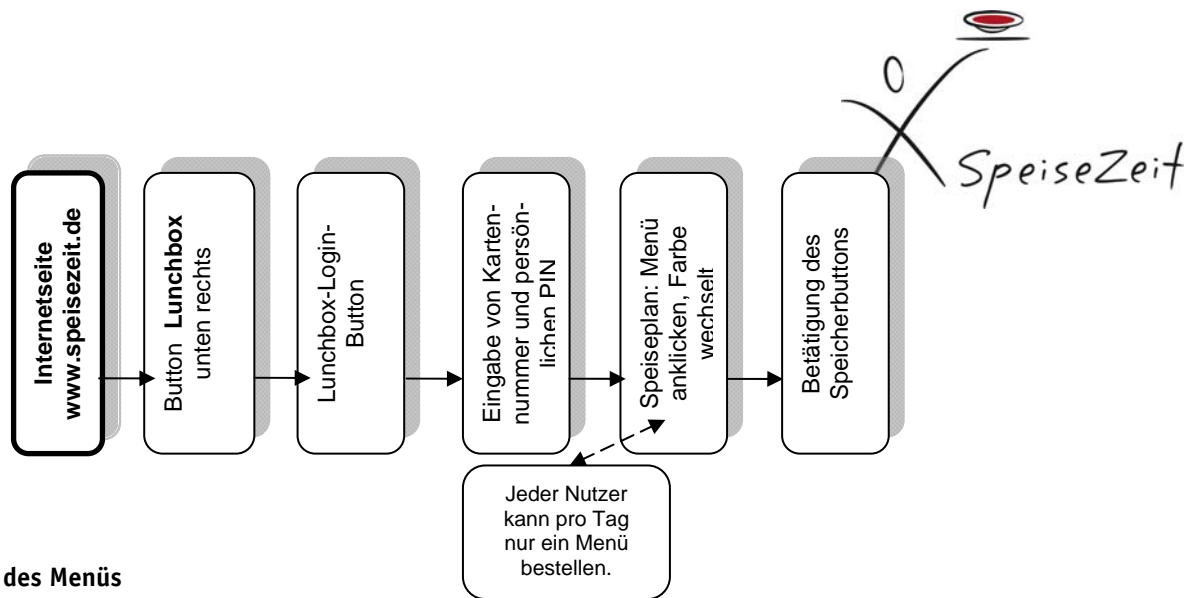 SpeiseZeit
Internetseite
www.speisezeit.de
Button Lunchbox
unten rechts
Lunchbox-Login-
Button
Eingabe von Karten-
nummer und persön-
lichen PIN
Speiseplan: Menü
anklicken, Farbe
wechselt
Betätigung des
Speicherbuttons
Jeder Nutzer
kann pro Tag
nur ein Menü
bestellen.
des Menüs